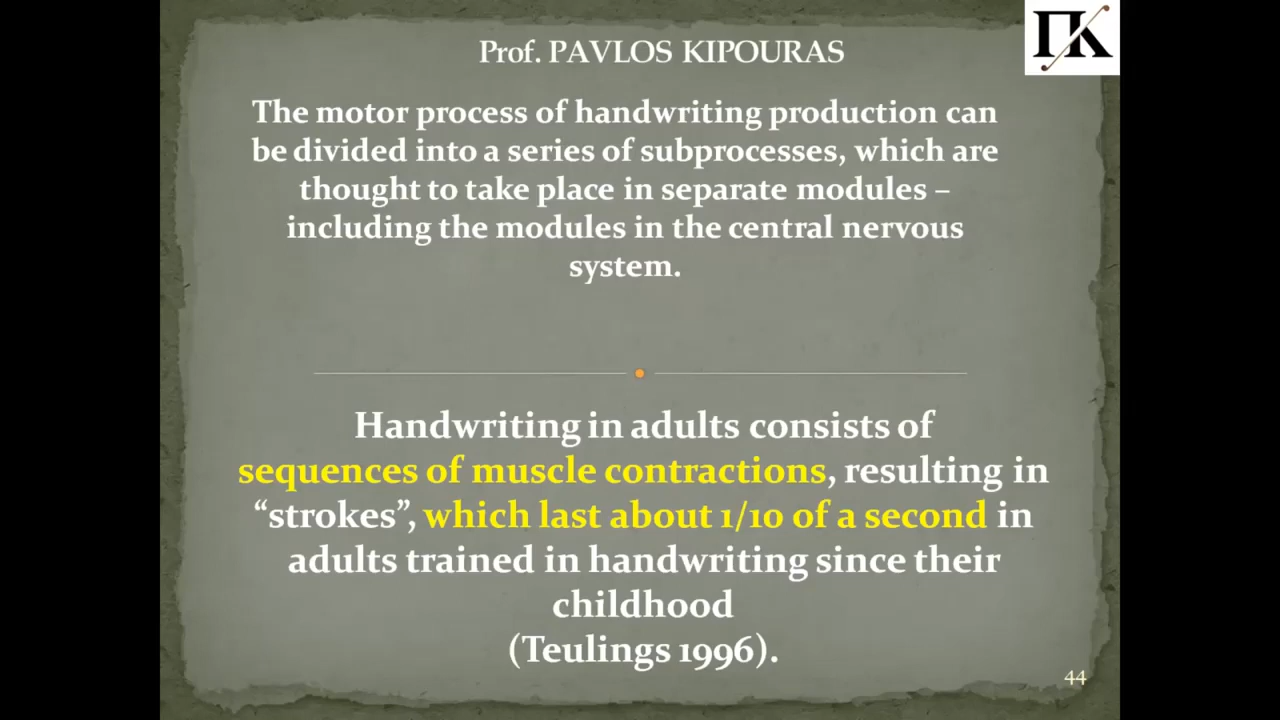 Prof. PAVLOS KIPOURAS
ΠΚ
The motor process of handwriting production can
be divided into a series of subprocesses, which are
thought to take place in separate modules –
including the modules in the central nervous
system.
Handwriting in adults consists of
sequences of muscle contractions, resulting in
“strokes”, which last about 1/10 of a second in
adults trained in handwriting since their
childhood
(Teulings 1996).
44